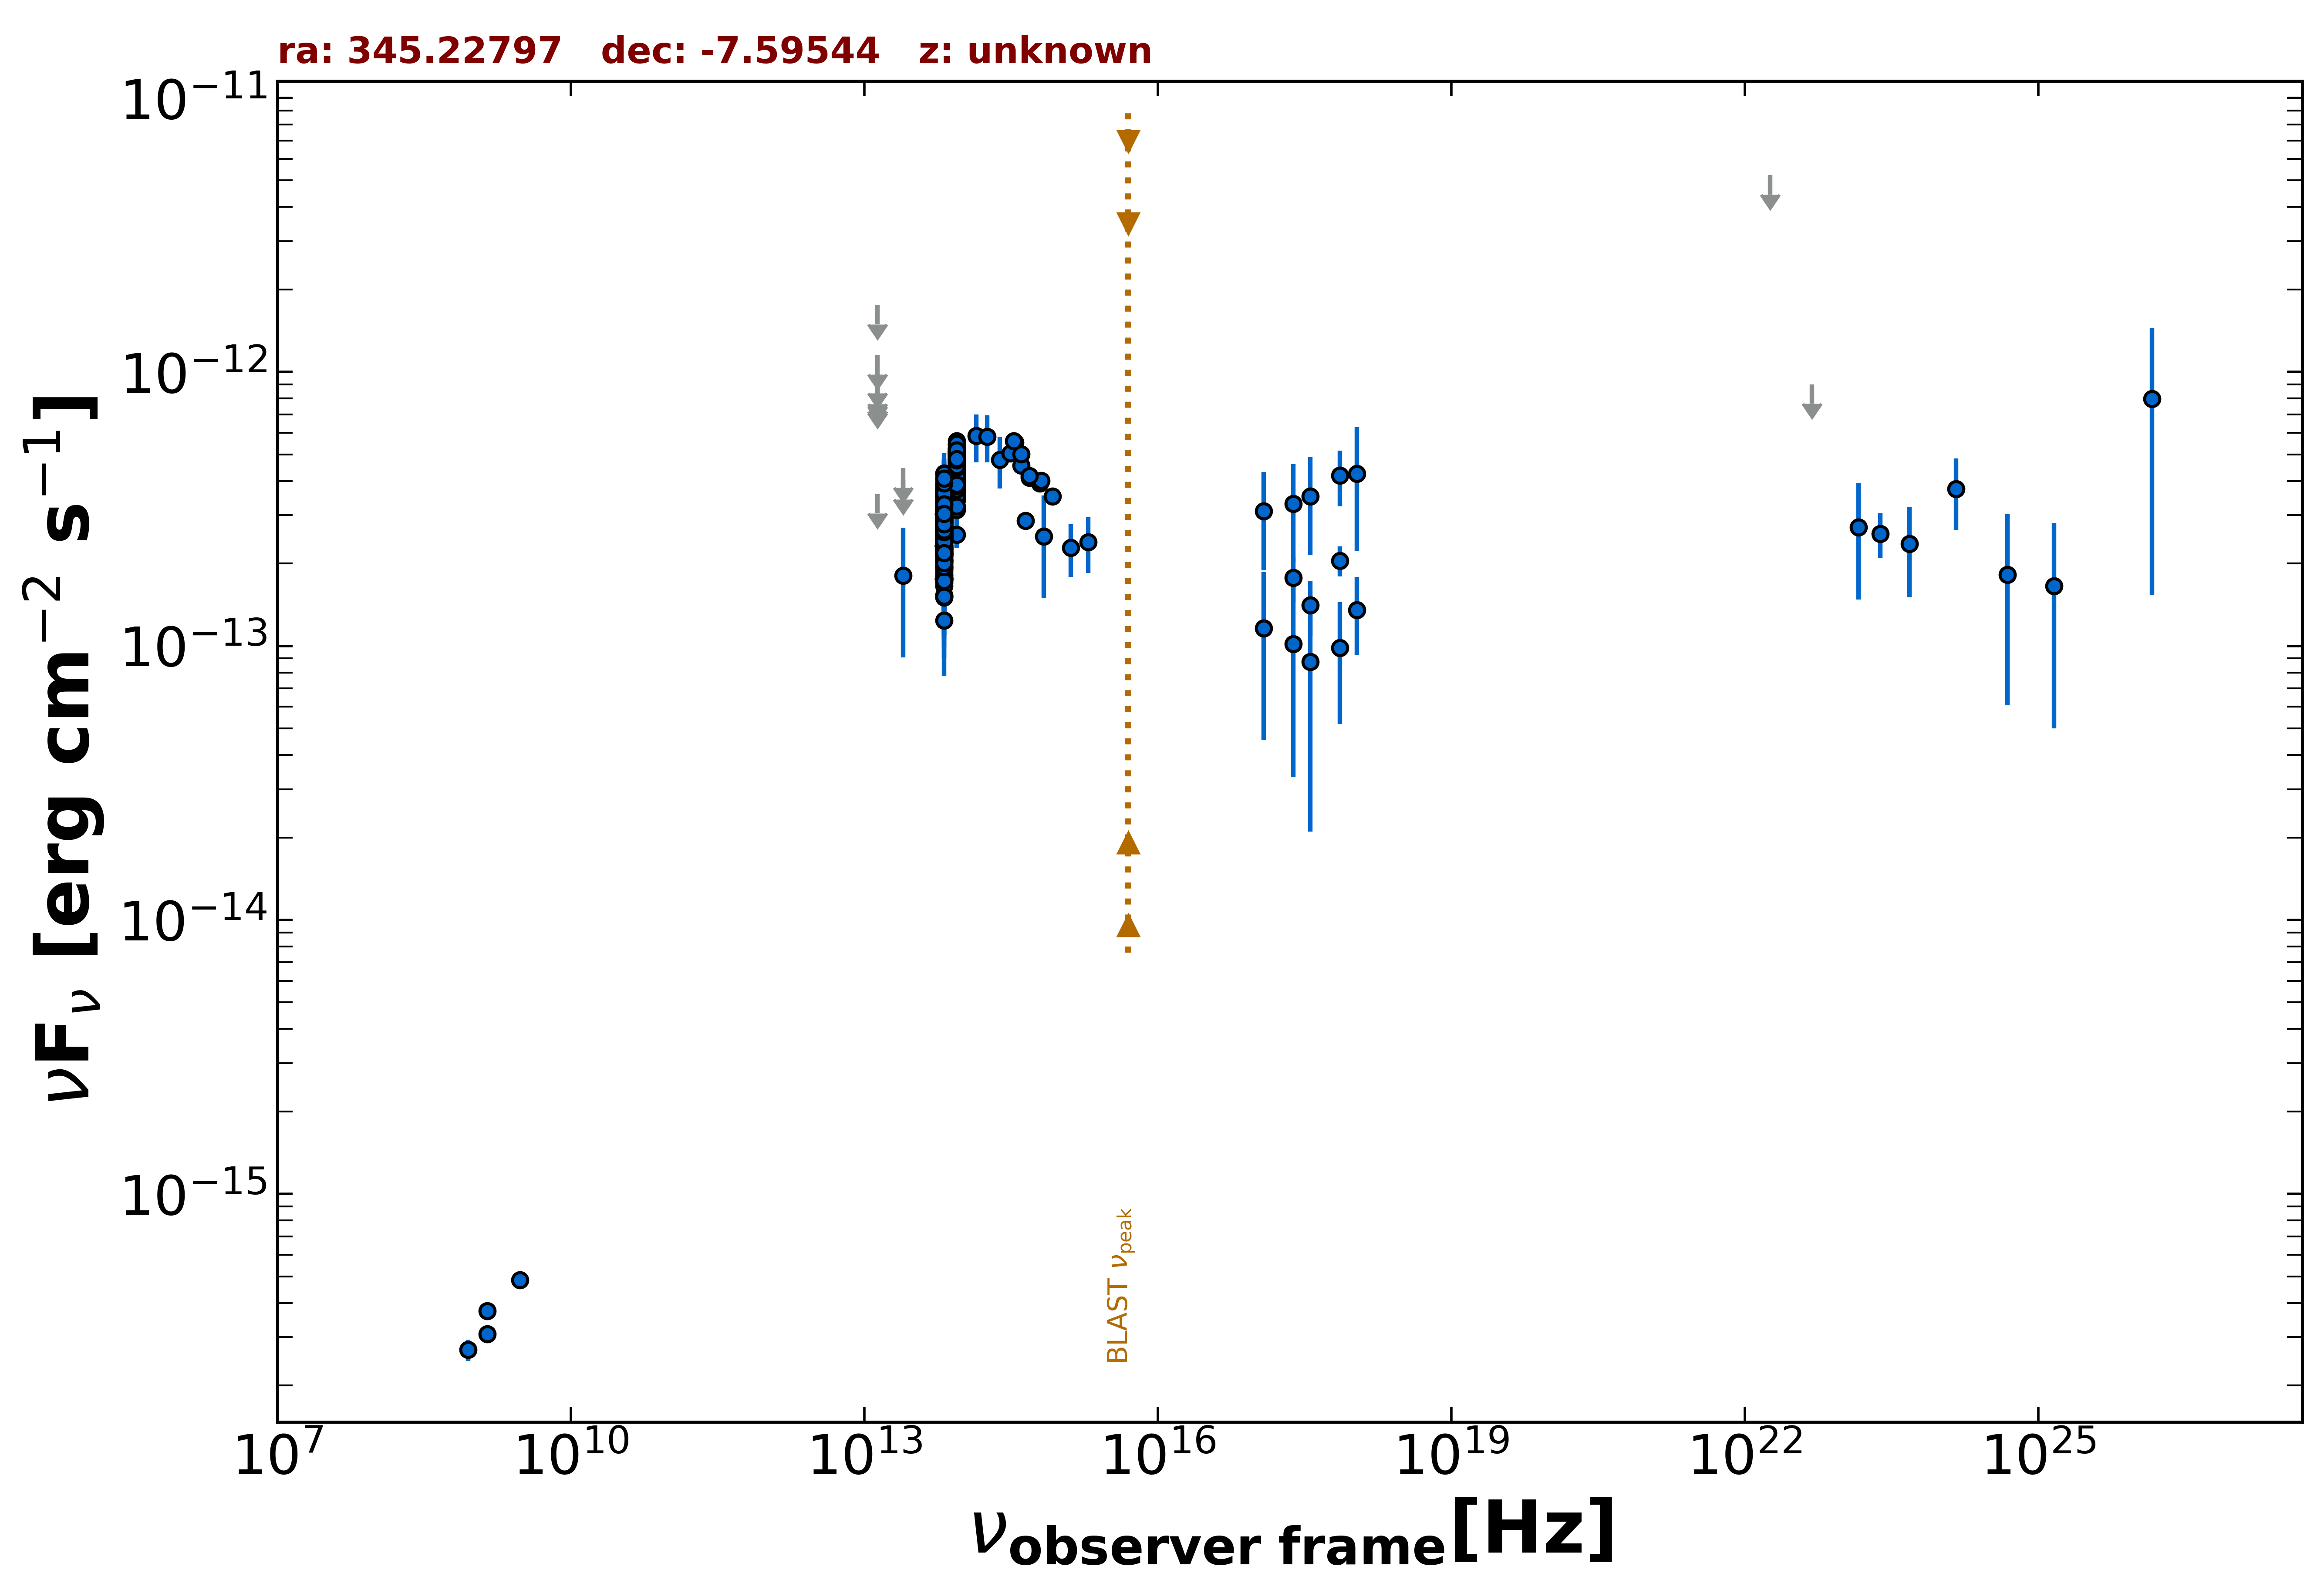 ra: 345.22797   dec: -7.59544   z: unknown
10⁻¹¹
10⁻¹²
10⁻¹³
10⁻¹⁴
10⁻¹⁵
νFν [erg cm⁻² s⁻¹]
BLAST νpeak
10⁷ 10¹⁰ 10¹³ 10¹⁶ 10¹⁹ 10²² 10²⁵
νobserver frame[Hz]